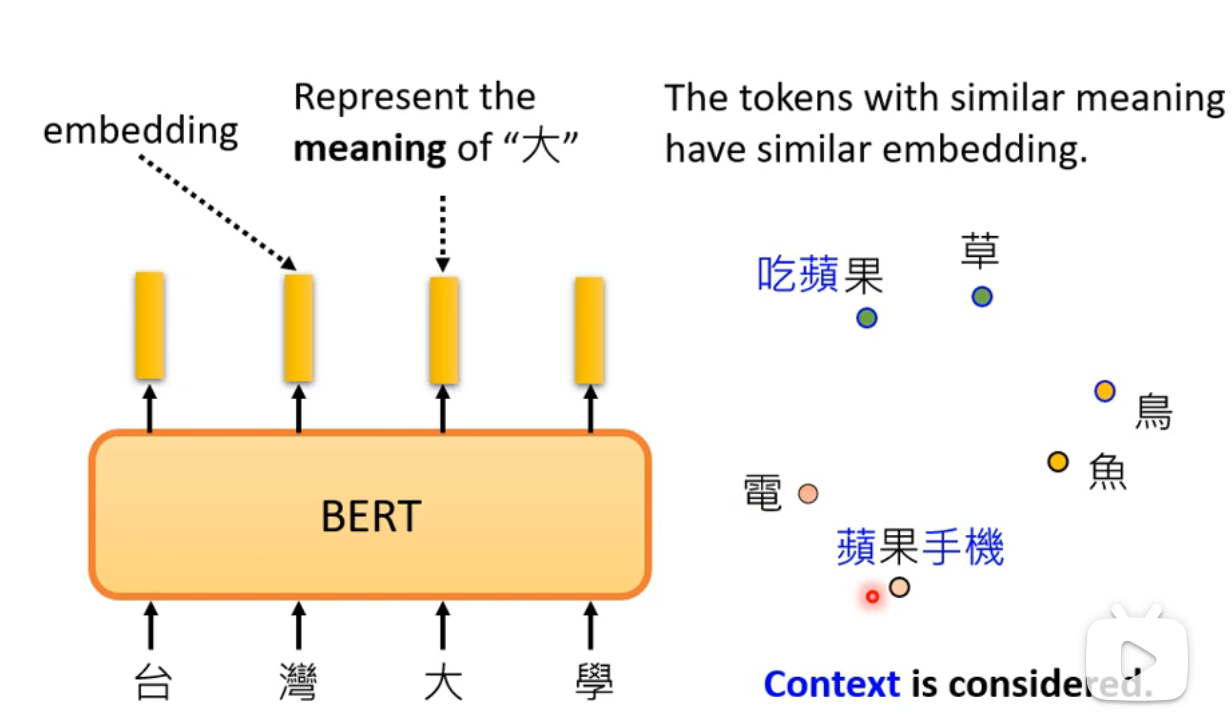 embedding
Represent the
meaning of “大”
The tokens with similar meaning
have similar embedding.
吃蘋果
草
鳥
魚
電
蘋果手機
BERT
台 灣 大 學
Context is considered.